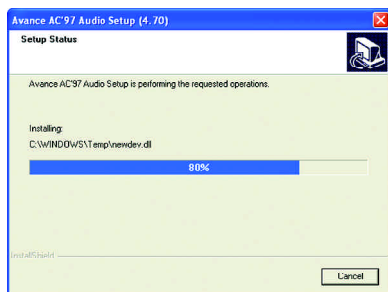 Avance AC'97 Audio Setup (4.70)
Setup Status
Avance AC'97 Audio Setup is performing the requested operations.
Installing:
C:\WINDOWS\Temp\newdev.dll
80%
InstallShield
Cancel